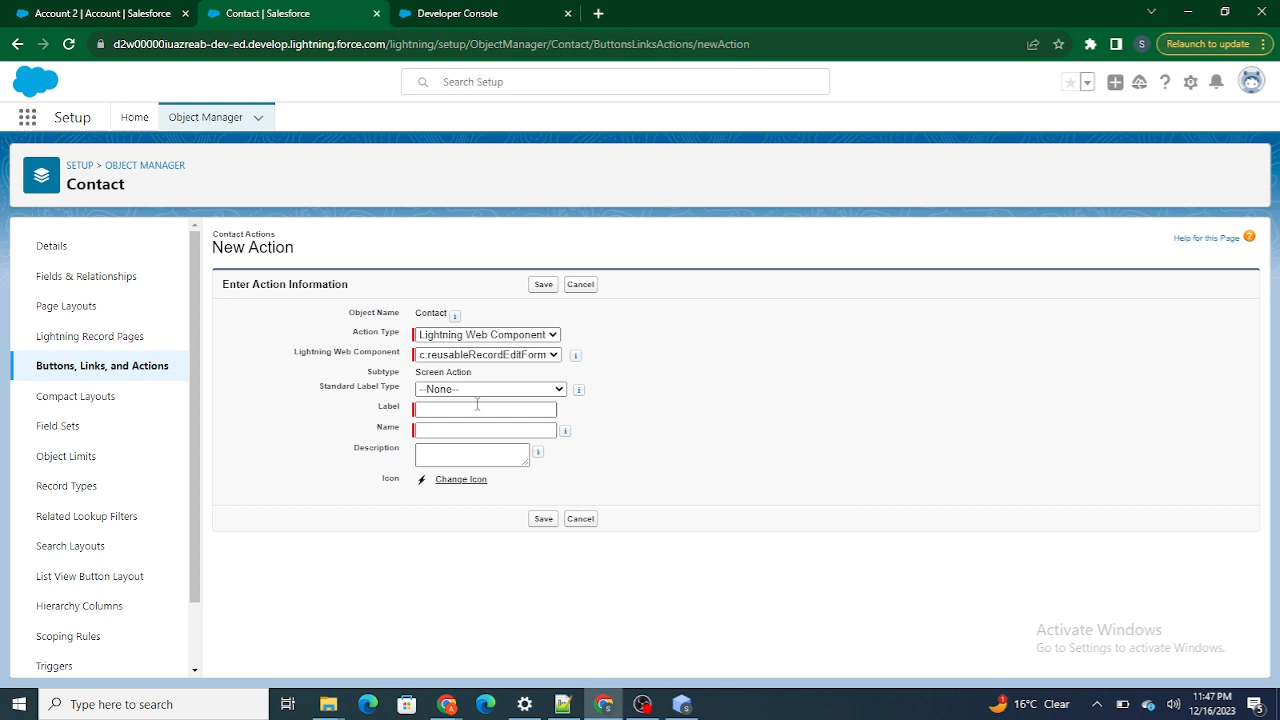 Account 2 | Account | Salesforce
Contact | Salesforce
Developer Console
d2w00000iuazreab-dev-ed.develop.lightning.force.com/lightning/setup/ObjectManager/Contact/ButtonsLinksActions/newAction
S
Relaunch to update
Search Setup
Setup
Home
Object Manager
SETUP > OBJECT MANAGER
Contact
Details
Fields & Relationships
Page Layouts
Lightning Record Pages
Buttons, Links, and Actions
Compact Layouts
Field Sets
Object Limits
Record Types
Related Lookup Filters
Search Layouts
List View Button Layout
Hierarchy Columns
Scoping Rules
Triggers
Contact Actions
New Action
Help for this Page
Enter Action Information
Save
Cancel
Object Name Contact
Action Type Lightning Web Component
Lightning Web Component c:reusableRecordEditForm
Subtype Screen Action
Standard Label Type --None--
Label
Name
Description
Icon Change Icon
Save
Cancel
Activate Windows
Go to Settings to activate Windows.
Type here to search
16°C Clear
11:47 PM
12/16/2023
5